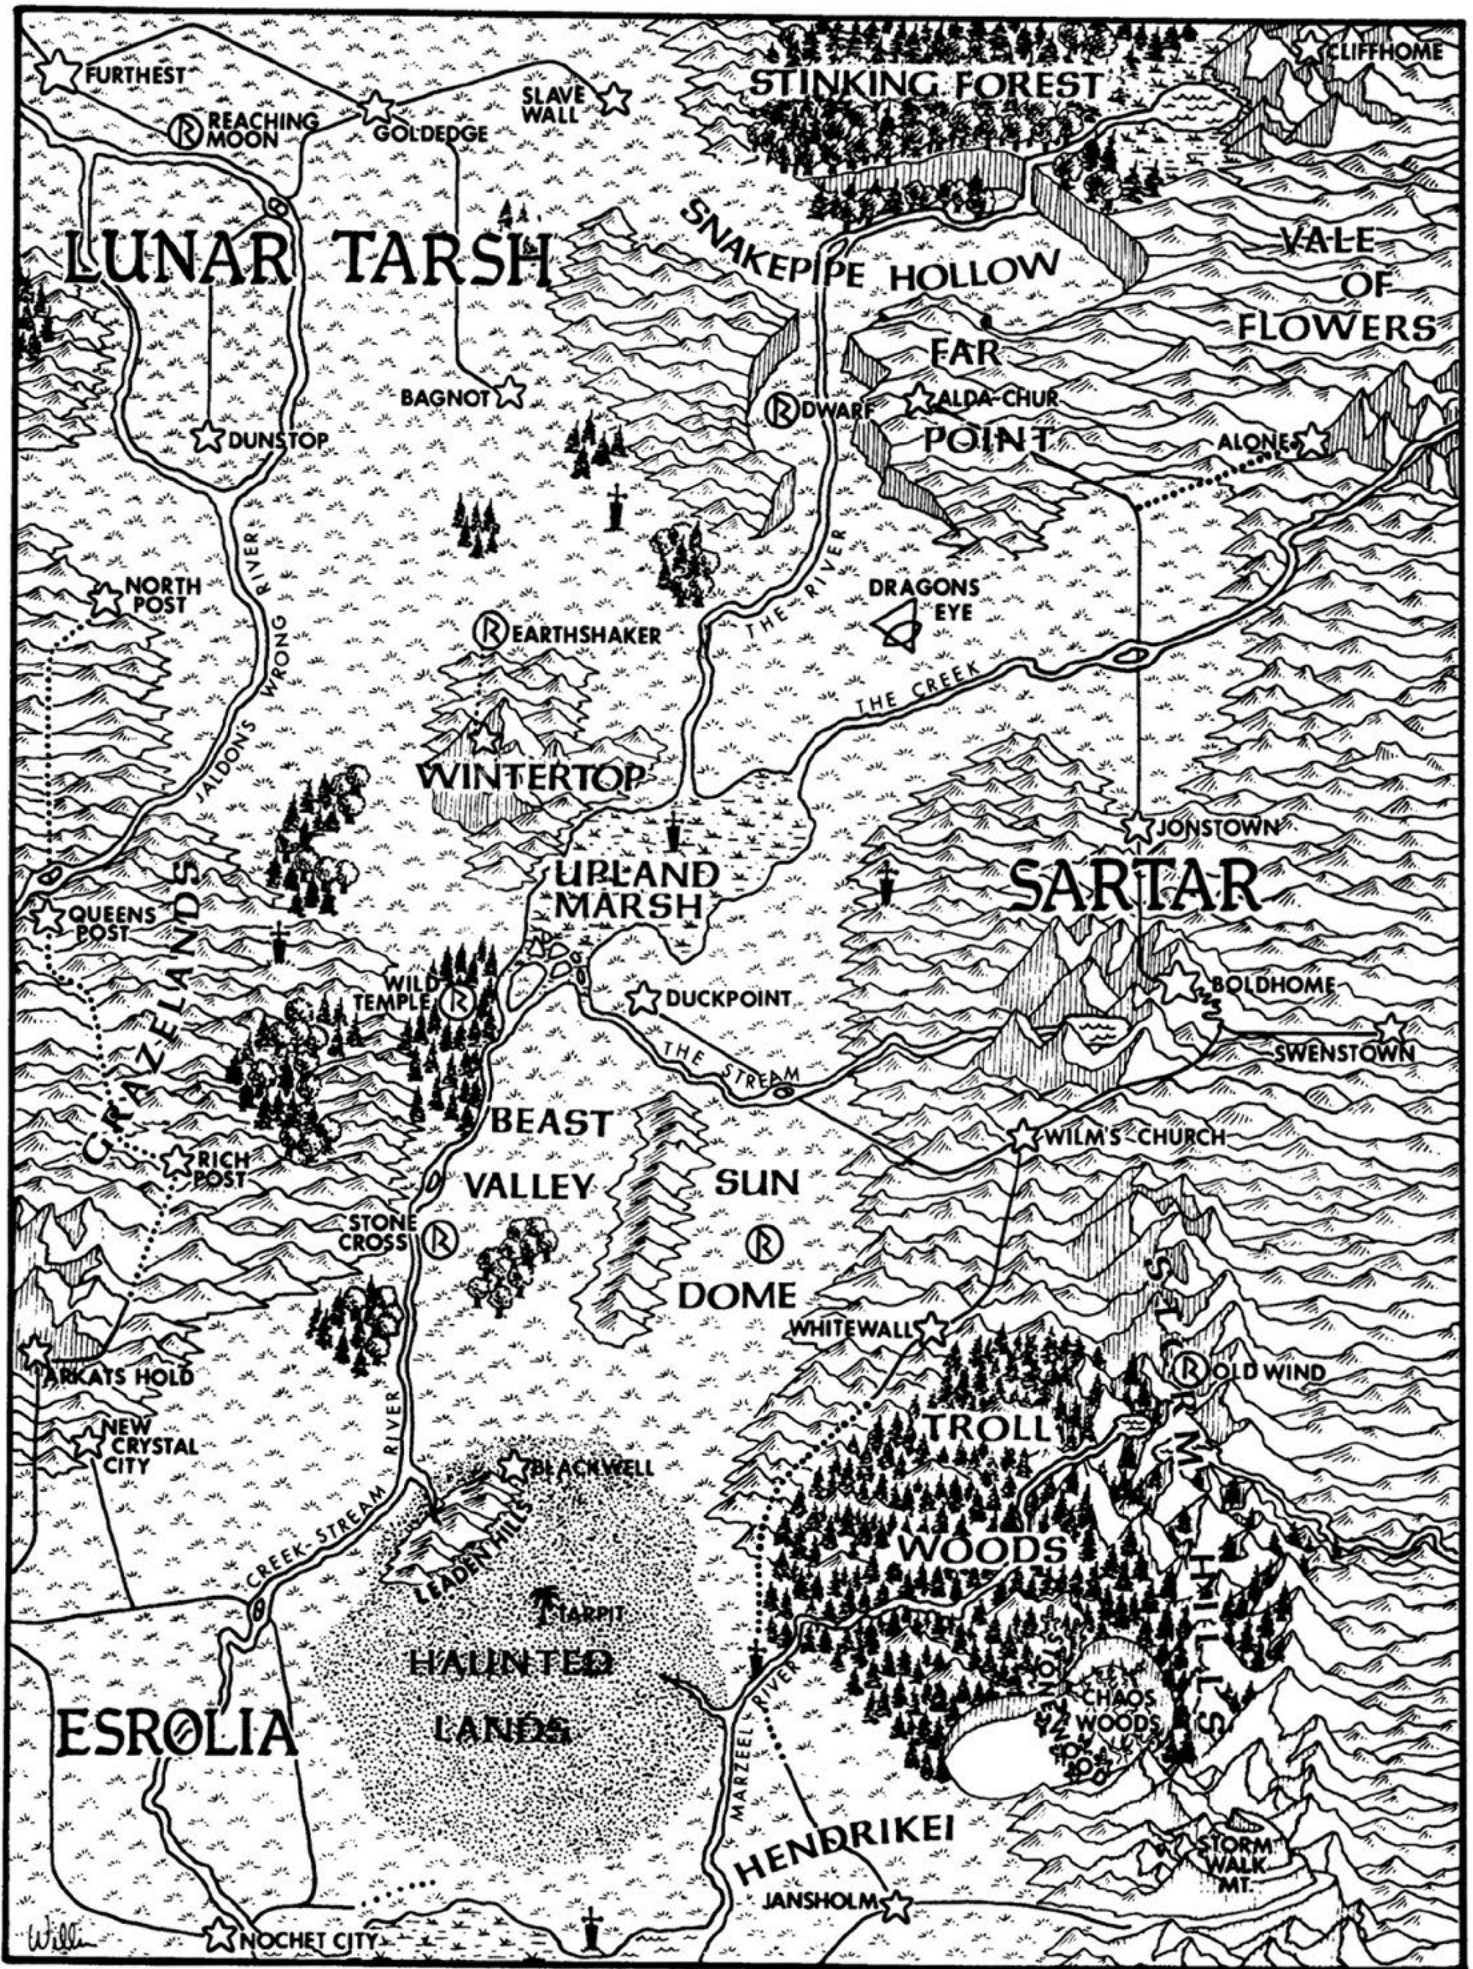 CLIFFHOME
FURTHEST
STINKING FOREST
SLAVE
WALL
R REACHING
MOON
GOLDEDGE
SNAKEPIPE HOLLOW
LUNAR TARSH
VALE
OF
FLOWERS
FAR
POINT
BAGNOT
R DWARF
ALDA-CHUR
DUNSTOP
ALONE
NORTH
POST
JALDON'S WRONG RIVER
THE RIVER
DRAGONS
EYE
R EARTHSHAKER
THE CREEK
WINTERTOP
JONSTOWN
UPLAND
MARSH
SARTAR
QUEENS
POST
GRAZELANDS
WILD
TEMPLE R
DUCKPOINT
BOLDHOME
THE STREAM
SWENSTOWN
BEAST
VALLEY
WILM'S CHURCH
RICH
POST
SUN
R
DOME
STONE
CROSS R
WHITEWALL
STORM HILLS
R OLD WIND
ARKATS HOLD
NEW
CRYSTAL
CITY
TROLL
WOODS
BLACKWELL
CREEK-STREAM RIVER
LEADEN HILLS
TARPIT
HAUNTED
LANDS
STONE
CHAOS
WOODS
ESROLIA
MARZEEL RIVER
HENDRIKEI
STORM
WALK
MT.
JANSHOLM
NOCHET CITY